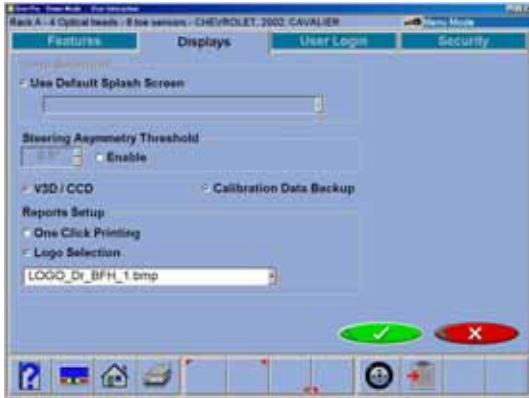 Rack A - 4 Optical heads - 8 toe sensors - CHEVROLET, 2002, CAVALIER Menu Mode
Features Displays User Login Security
Use Default Splash Screen
Steering Asymmetry Threshold
Enable
V3D / CCD Calibration Data Backup
Reports Setup
One Click Printing
Logo Selection
LOGO_Dr_BFH_1.bmp